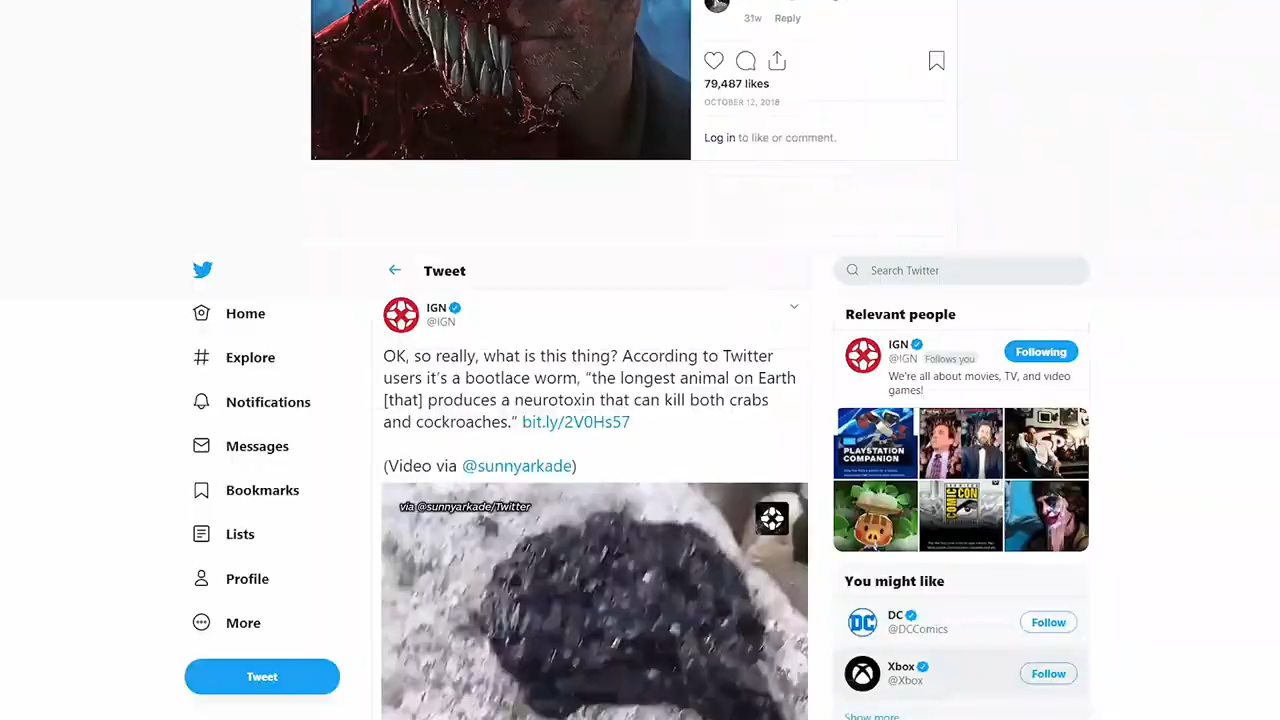 31w Reply
79,487 likes
OCTOBER 12, 2018
Log in to like or comment.
Tweet
Search Twitter
Home
Explore
Notifications
Messages
Bookmarks
Lists
Profile
More
Tweet
IGN
@IGN
OK, so really, what is this thing? According to Twitter
users it's a bootlace worm, “the longest animal on Earth
[that] produces a neurotoxin that can kill both crabs
and cockroaches.” bit.ly/2V0Hs57
(Video via @sunnyarkade)
via @sunnyarkade/Twitter
Relevant people
IGN
@IGN Follows you
Following
We're all about movies, TV, and video
games!
PLAYSTATION
COMPANION
COMIC
CON
You might like
DC
@DCComics
Follow
Xbox
@Xbox
Follow
Show more